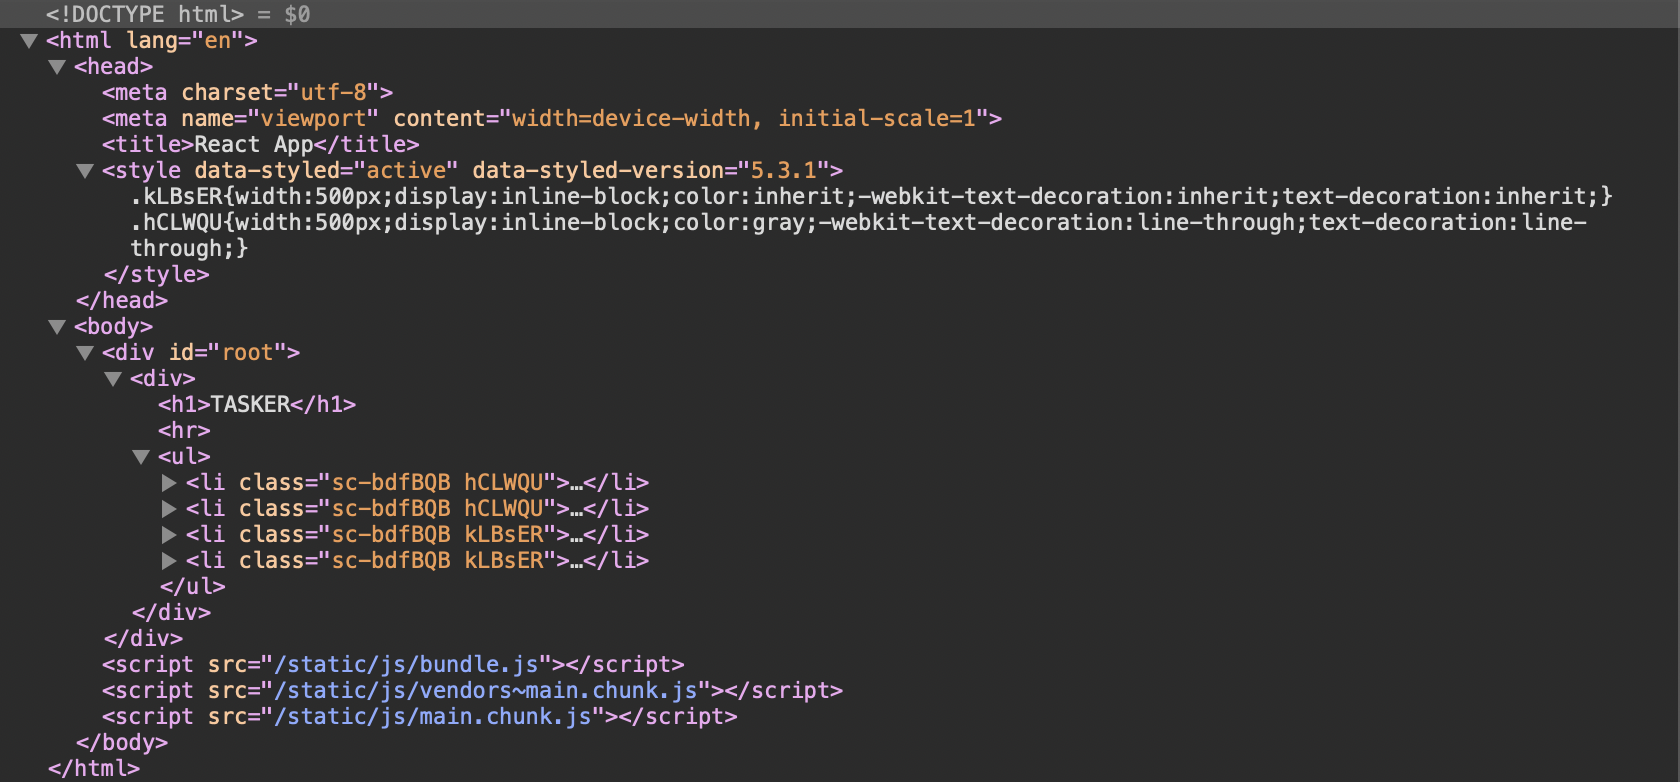 <!DOCTYPE html> = $0
<html lang="en">
<head>
<meta charset="utf-8">
<meta name="viewport" content="width=device-width, initial-scale=1">
<title>React App</title>
<style data-styled="active" data-styled-version="5.3.1">
.kLBsER{width:500px;display:inline-block;color:inherit;-webkit-text-decoration:inherit;text-decoration:inherit;}
.hCLWQU{width:500px;display:inline-block;color:gray;-webkit-text-decoration:line-through;text-decoration:line-
through;}
</style>
</head>
<body>
<div id="root">
<div>
<h1>TASKER</h1>
<hr>
<ul>
<li class="sc-bdfBQB hCLWQU">…</li>
<li class="sc-bdfBQB hCLWQU">…</li>
<li class="sc-bdfBQB kLBsER">…</li>
<li class="sc-bdfBQB kLBsER">…</li>
</ul>
</div>
</div>
<script src="/static/js/bundle.js"></script>
<script src="/static/js/vendors~main.chunk.js"></script>
<script src="/static/js/main.chunk.js"></script>
</body>
</html>